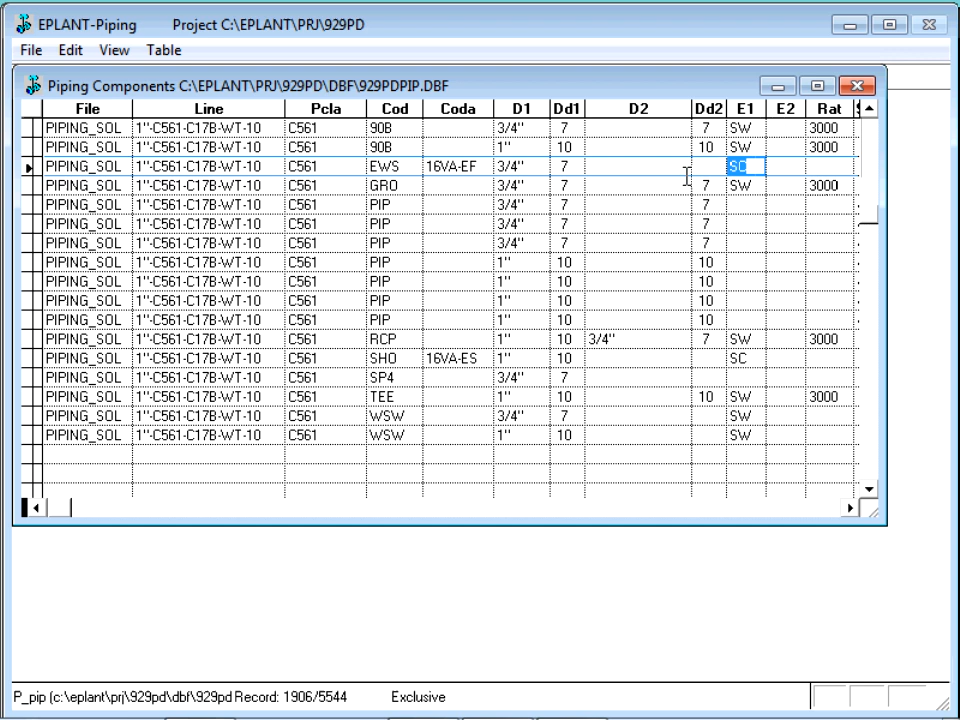 EPLANT-Piping Project C:\EPLANT\PRJ\929PD
File Edit View Table
Piping Components C:\EPLANT\PRJ\929PD\DBF\929PDPIP.DBF
File Line Pcla Cod Coda D1 Dd1 D2 Dd2 E1 E2 Rat
PIPING_SOL 1"-C561-C17B-WT-10 C561 90B 3/4" 7 7 SW 3000
PIPING_SOL 1"-C561-C17B-WT-10 C561 90B 1" 10 10 SW 3000
PIPING_SOL 1"-C561-C17B-WT-10 C561 EWS 16VA-EF 3/4" 7 SC
PIPING_SOL 1"-C561-C17B-WT-10 C561 GRO 3/4" 7 7 SW 3000
PIPING_SOL 1"-C561-C17B-WT-10 C561 PIP 3/4" 7 7
PIPING_SOL 1"-C561-C17B-WT-10 C561 PIP 3/4" 7 7
PIPING_SOL 1"-C561-C17B-WT-10 C561 PIP 3/4" 7 7
PIPING_SOL 1"-C561-C17B-WT-10 C561 PIP 1" 10 10
PIPING_SOL 1"-C561-C17B-WT-10 C561 PIP 1" 10 10
PIPING_SOL 1"-C561-C17B-WT-10 C561 PIP 1" 10 10
PIPING_SOL 1"-C561-C17B-WT-10 C561 PIP 1" 10 10
PIPING_SOL 1"-C561-C17B-WT-10 C561 RCP 1" 10 3/4" 7 SW 3000
PIPING_SOL 1"-C561-C17B-WT-10 C561 SHO 16VA-ES 1" 10 SC
PIPING_SOL 1"-C561-C17B-WT-10 C561 SP4 3/4" 7
PIPING_SOL 1"-C561-C17B-WT-10 C561 TEE 1" 10 10 SW 3000
PIPING_SOL 1"-C561-C17B-WT-10 C561 WSW 3/4" 7 SW
PIPING_SOL 1"-C561-C17B-WT-10 C561 WSW 1" 10 SW
P_pip (c:\eplant\prj\929pd\dbf\929pd Record: 1906/5544 Exclusive